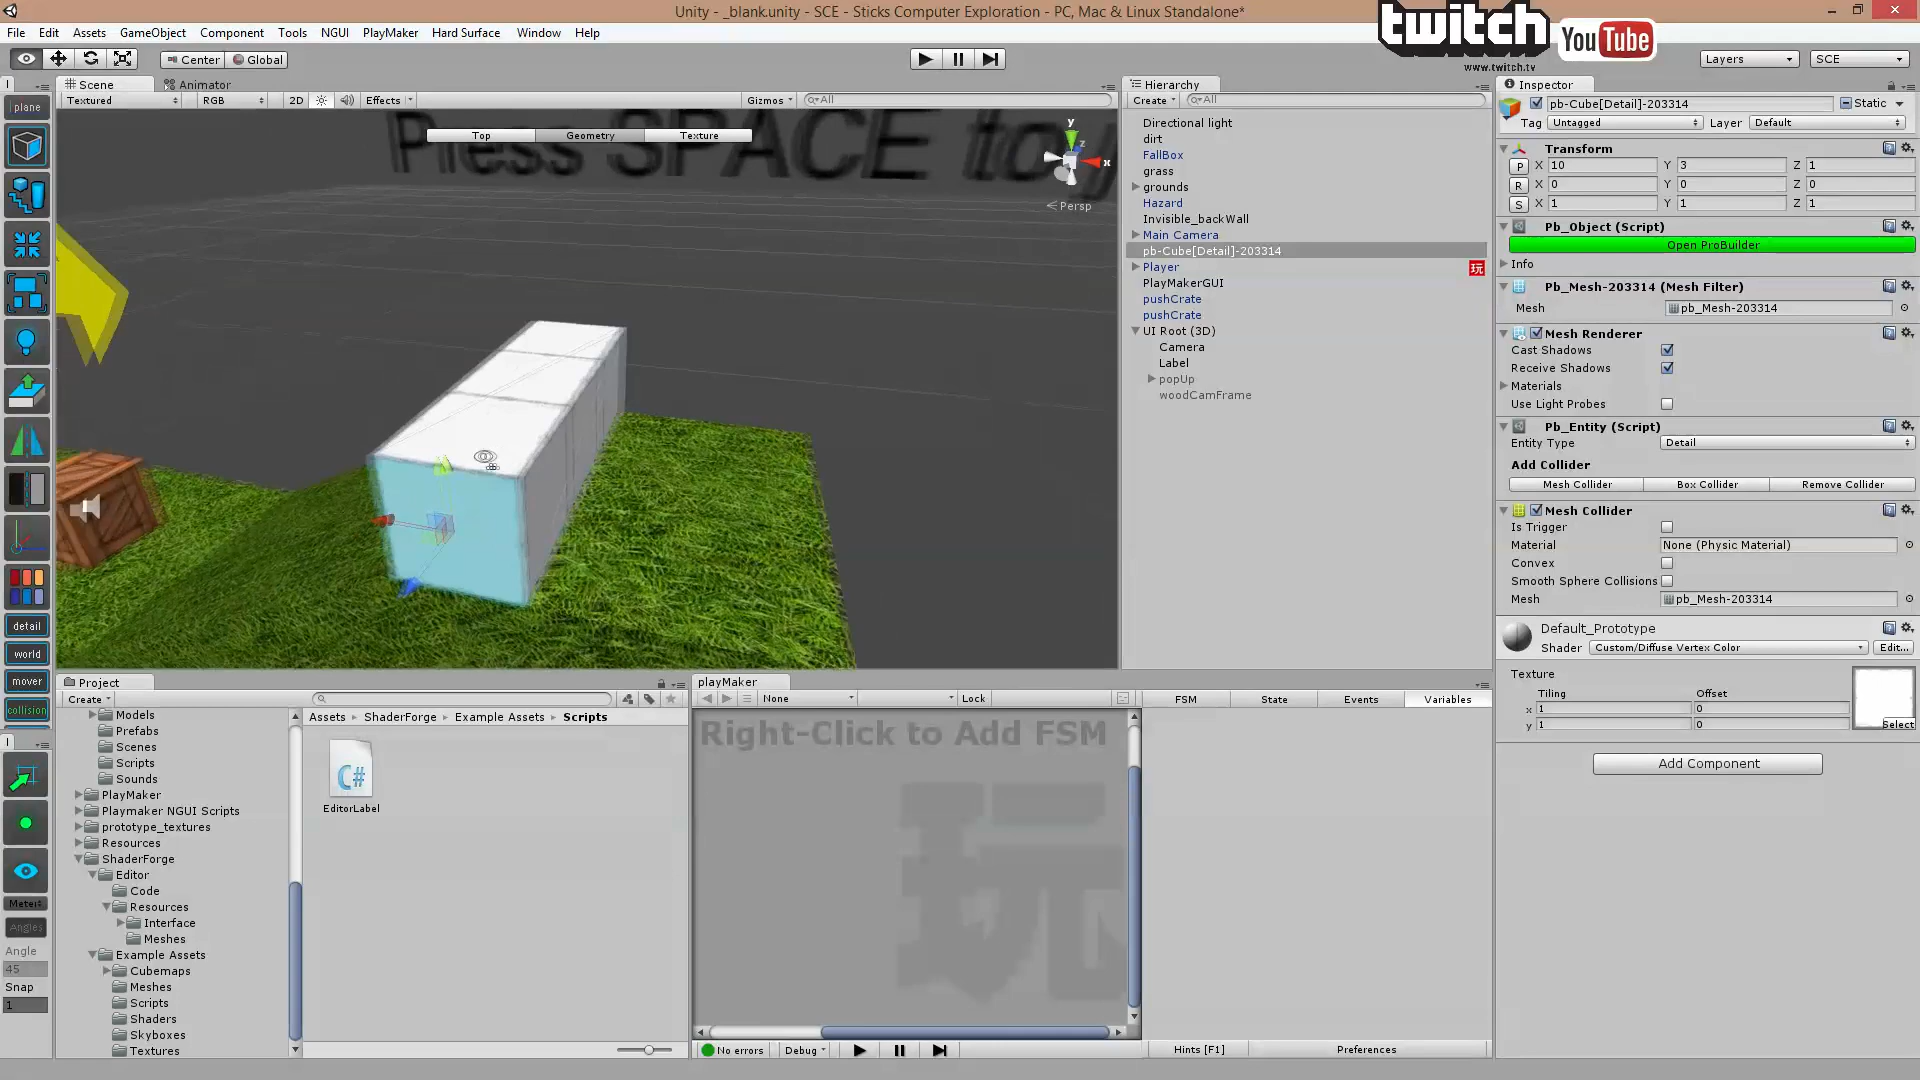 Unity - _blank.unity - SCE - Sticks Computer Exploration - PC, Mac & Linux Standalone*
twitch
www.twitch.tv
YouTube
File Edit Assets GameObject Component Tools NGUI PlayMaker Hard Surface Window Help
Center Global
Layers
SCE
Scene Animator
Textured RGB 2D Effects Gizmos All
plane
Top Geometry Texture
Press SPACE to
y
x
z
Persp
detail
world
mover
collision
Angles
Angle
45
Snap
1
Hierarchy
Create All
Directional light
dirt
FallBox
grass
grounds
Hazard
Invisible_backWall
Main Camera
pb-Cube[Detail]-203314
Player
玩
PlayMakerGUI
pushCrate
pushCrate
UI Root (3D)
Camera
Label
popUp
woodCamFrame
Inspector
pb-Cube[Detail]-203314 Static
Tag Untagged Layer Default
Transform
P X 10 Y 3 Z 1
R X 0 Y 0 Z 0
S X 1 Y 1 Z 1
Pb_Object (Script)
Open ProBuilder
Info
Pb_Mesh-203314 (Mesh Filter)
Mesh pb_Mesh-203314
Mesh Renderer
Cast Shadows
Receive Shadows
Materials
Use Light Probes
Pb_Entity (Script)
Entity Type Detail
Add Collider
Mesh Collider Box Collider Remove Collider
Mesh Collider
Is Trigger
Material None (Physic Material)
Convex
Smooth Sphere Collisions
Mesh pb_Mesh-203314
Default_Prototype
Shader Custom/Diffuse Vertex Color Edit...
Texture
Tiling Offset
x 1 0
y 1 0
Select
Add Component
Project
Create
Models
Prefabs
Scenes
Scripts
Sounds
PlayMaker
Playmaker NGUI Scripts
prototype_textures
Resources
ShaderForge
Editor
Code
Resources
Interface
Meshes
Example Assets
Cubemaps
Meshes
Scripts
Shaders
Skyboxes
Textures
Assets ShaderForge Example Assets Scripts
C#
EditorLabel
playMaker
None Lock
Right-Click to Add FSM
玩
FSM State Events Variables
No errors Debug
Hints [F1] Preferences